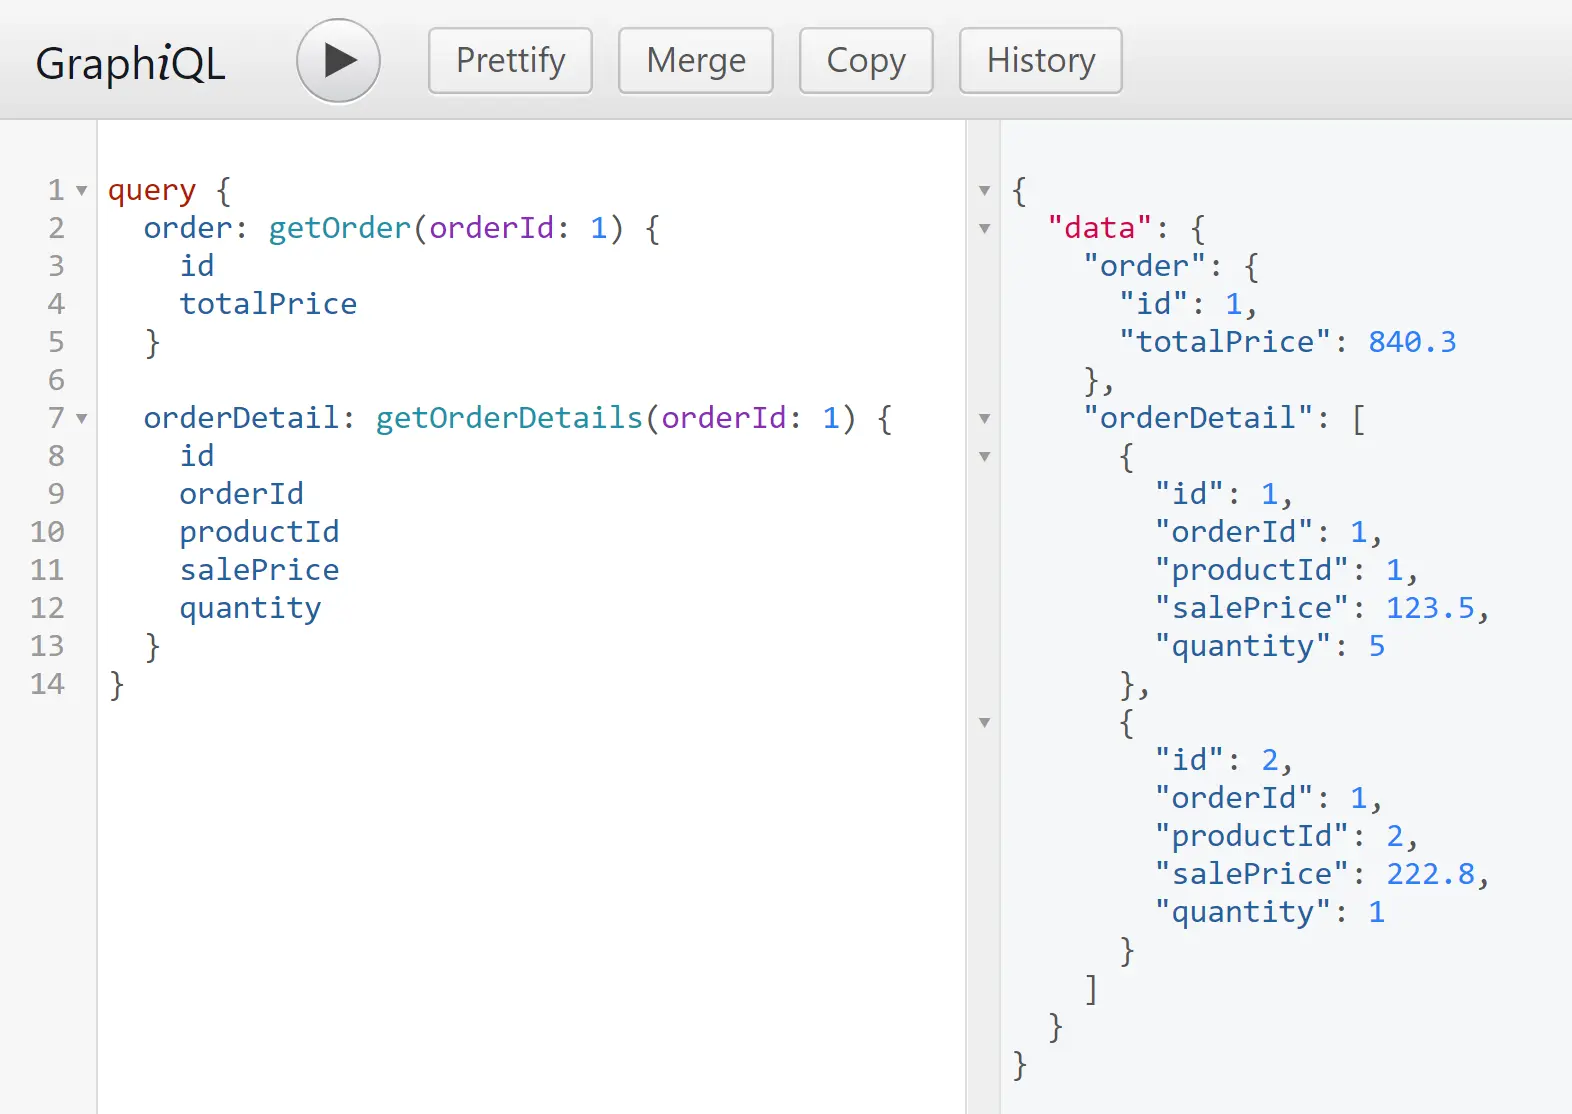 GraphiQL
Prettify
Merge
Copy
History
1 query {
2   order: getOrder(orderId: 1) {
3     id
4     totalPrice
5   }
6
7   orderDetail: getOrderDetails(orderId: 1) {
8     id
9     orderId
10     productId
11     salePrice
12     quantity
13   }
14 }
{
  "data": {
    "order": {
      "id": 1,
      "totalPrice": 840.3
    },
    "orderDetail": [
      {
        "id": 1,
        "orderId": 1,
        "productId": 1,
        "salePrice": 123.5,
        "quantity": 5
      },
      {
        "id": 2,
        "orderId": 1,
        "productId": 2,
        "salePrice": 222.8,
        "quantity": 1
      }
    ]
  }
}